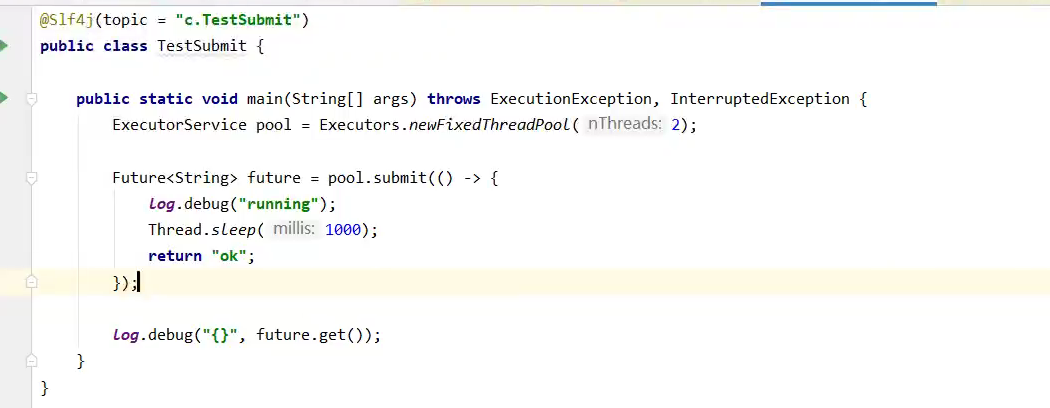 @Slf4j(topic = "c.TestSubmit")
public class TestSubmit {
public static void main(String[] args) throws ExecutionException, InterruptedException {
ExecutorService pool = Executors.newFixedThreadPool( nThreads: 2);
Future<String> future = pool.submit(() -> {
log.debug("running");
Thread.sleep( millis: 1000);
return "ok";
});
log.debug("{}", future.get());
}
}